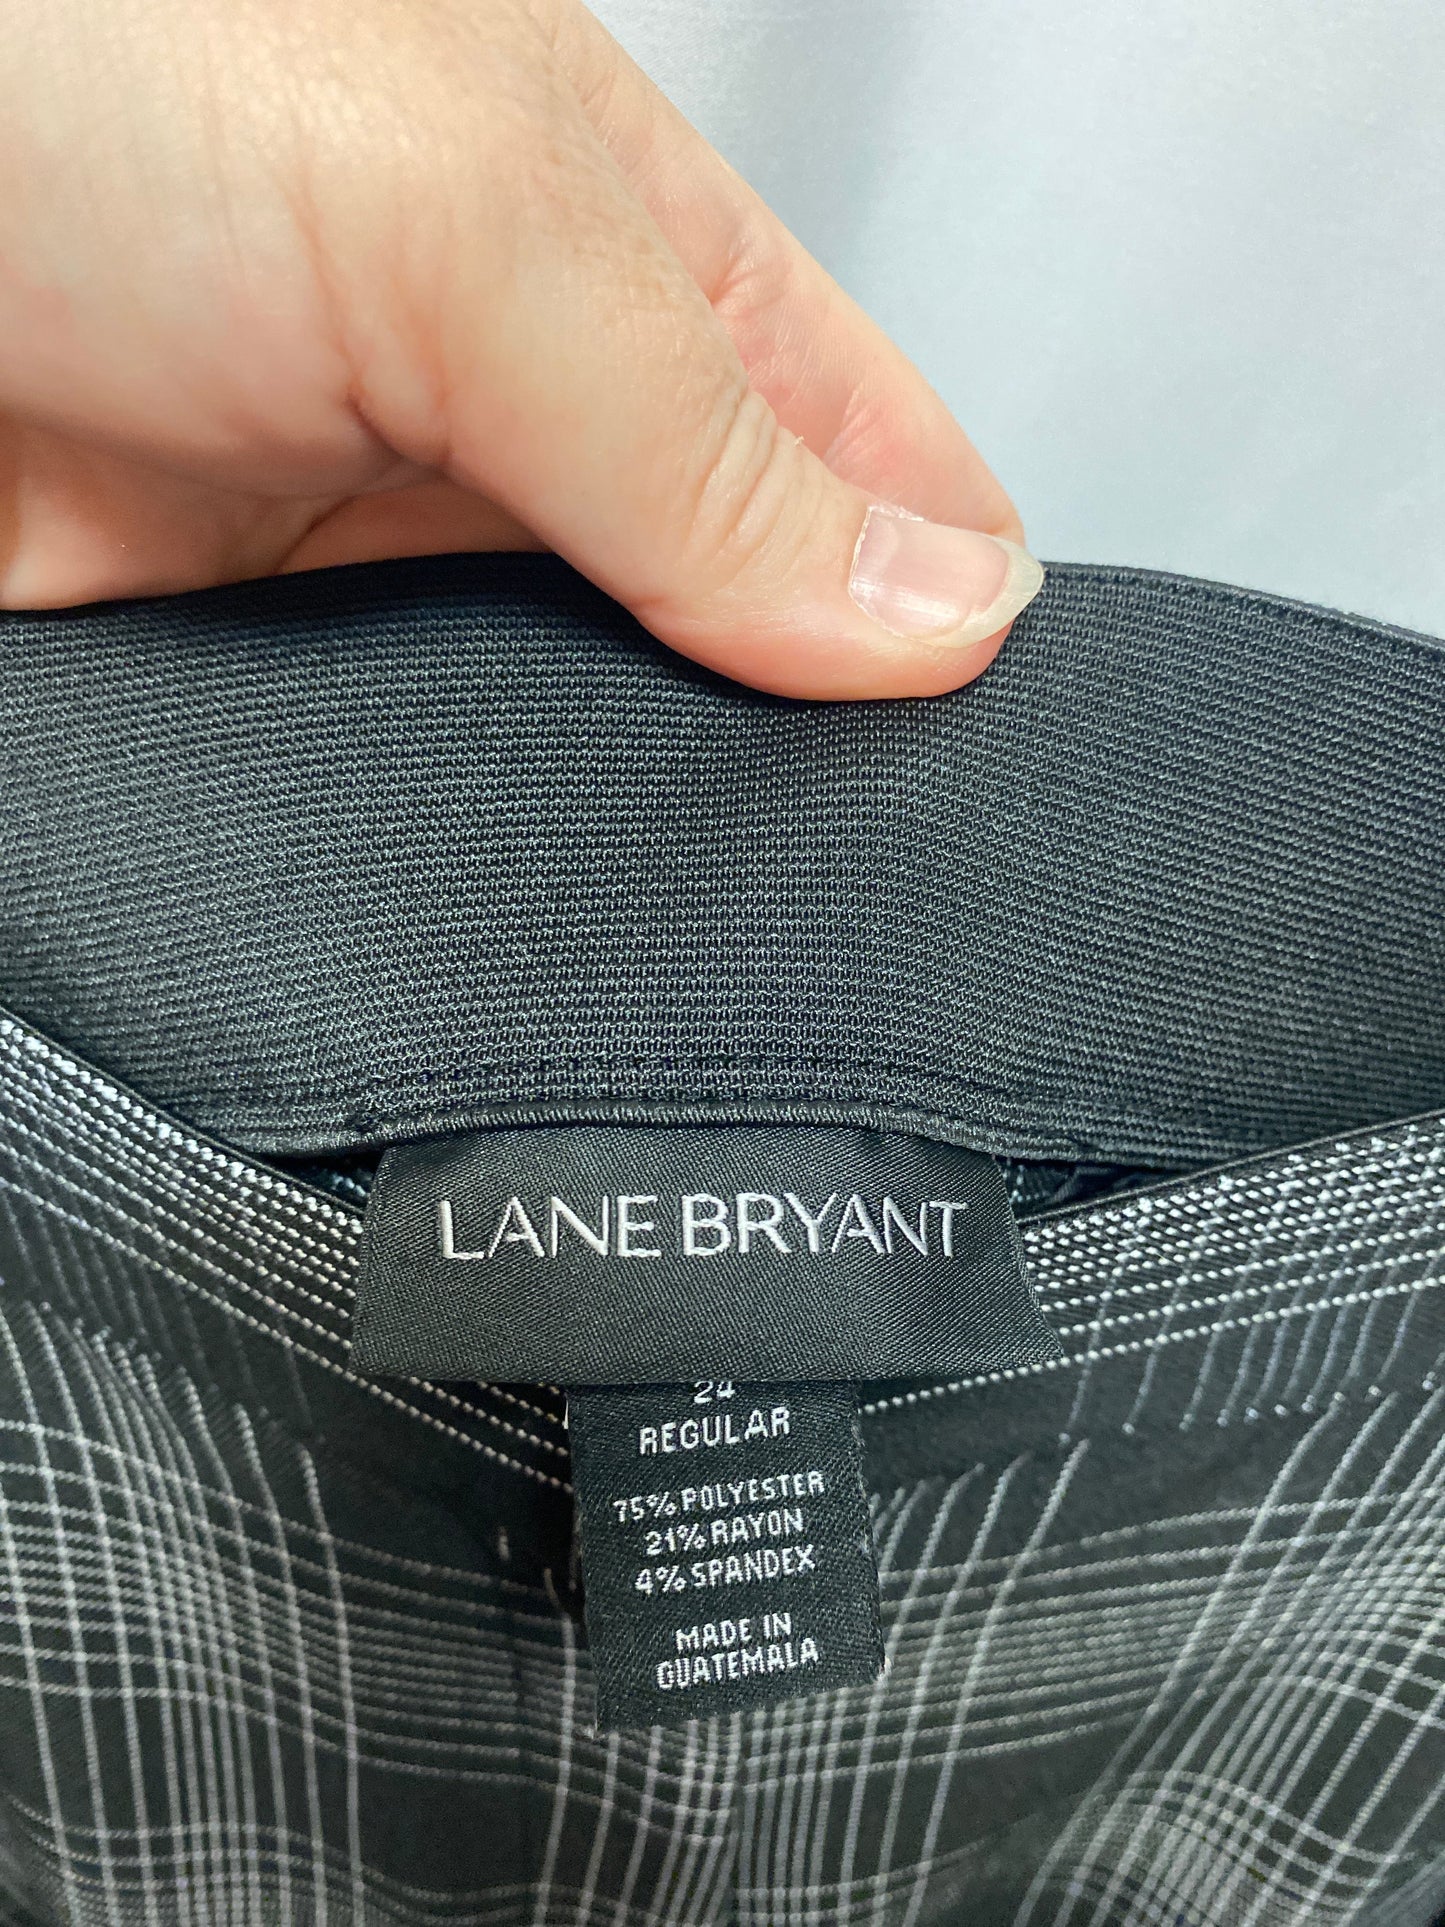 LANE BRYANT
24
REGULAR
75% POLYESTER
21% RAYON
4% SPANDEX
MADE IN
GUATEMALA